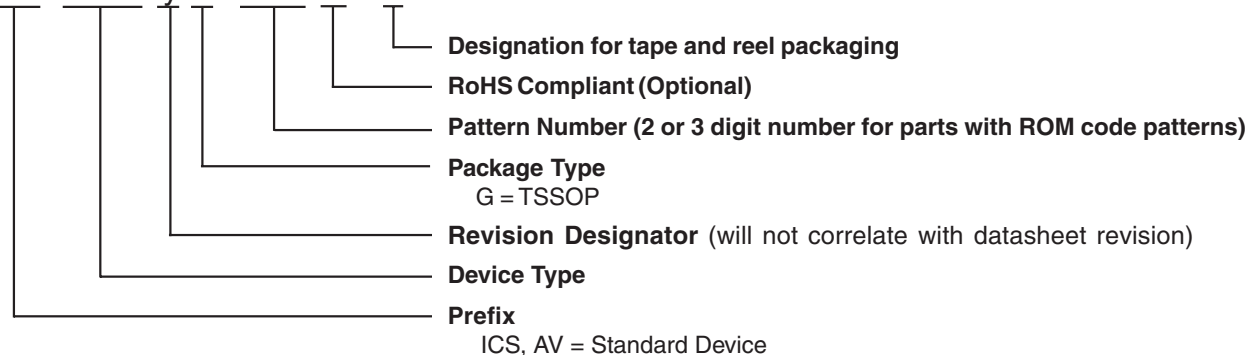 Designation for tape and reel packaging
RoHS Compliant (Optional)
Pattern Number (2 or 3 digit number for parts with ROM code patterns)
Package Type
G = TSSOP
Revision Designator (will not correlate with datasheet revision)
Device Type
Prefix
ICS, AV = Standard Device